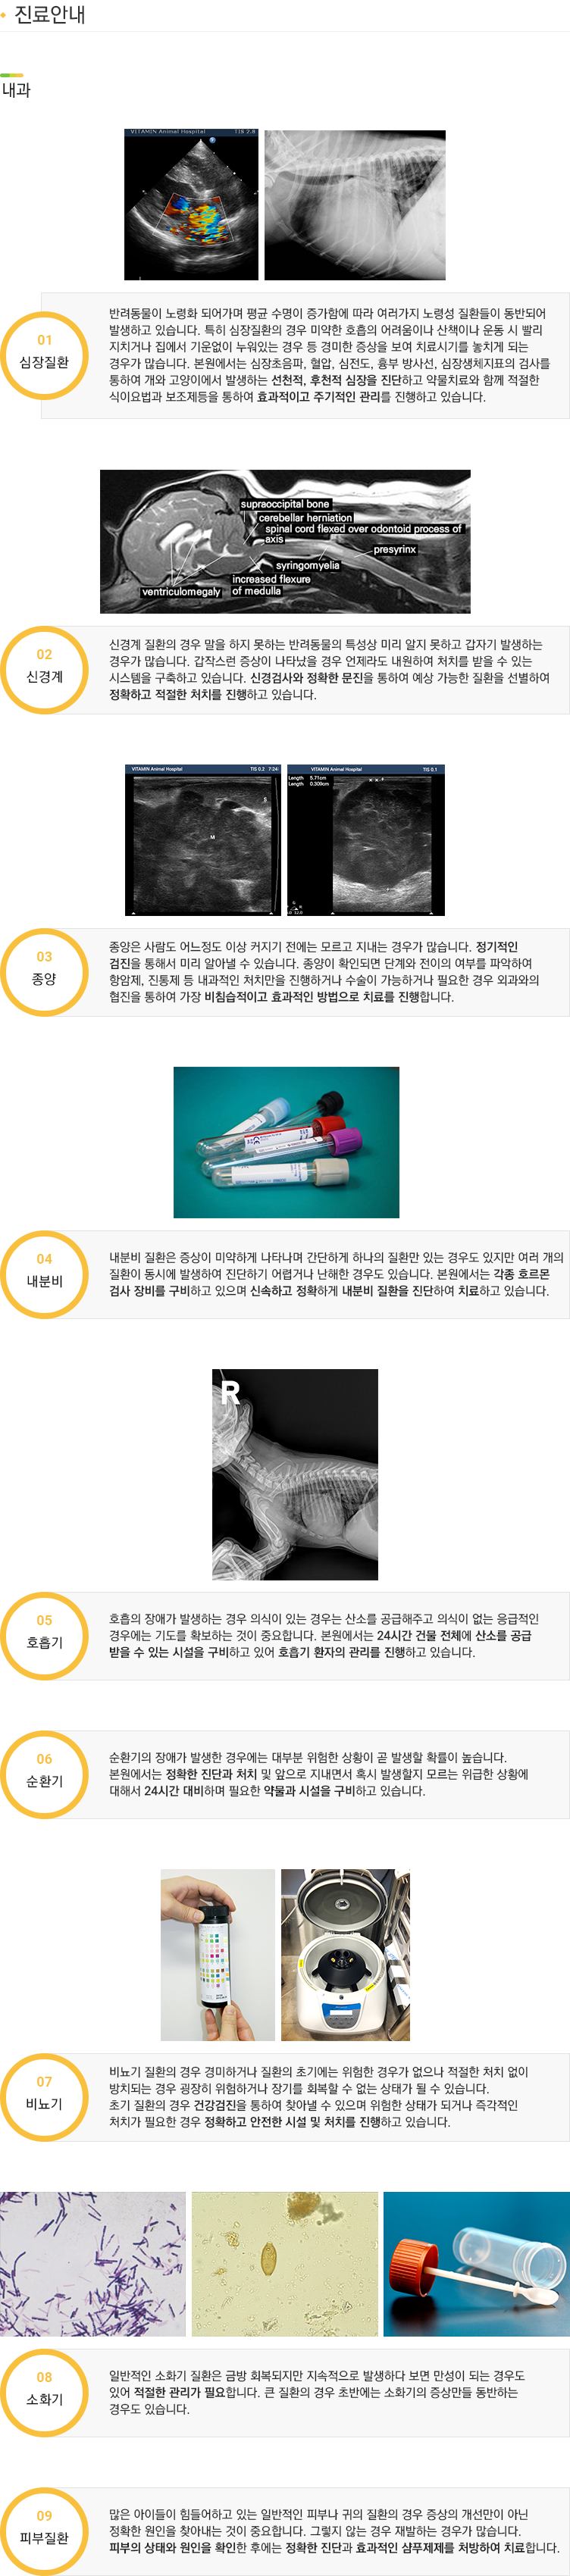 진료안내
내과
VITAMIN Animal Hospital TIS 2.8
01
심장질환
반려동물이 노령화 되어가며 평균 수명이 증가함에 따라 여러가지 노령성 질환들이 동반되어
발생하고 있습니다. 특히 심장질환의 경우 미약한 호흡의 어려움이나 산책이나 운동 시 빨리
지치거나 집에서 기운없이 누워있는 경우 등 경미한 증상을 보여 치료시기를 놓치게 되는
경우가 많습니다. 본원에서는 심장초음파, 혈압, 심전도, 흉부 방사선, 심장생체지표의 검사를
통하여 개와 고양이에서 발생하는 선천적, 후천적 심장을 진단하고 약물치료와 함께 적절한
식이요법과 보조제등을 통하여 효과적이고 주기적인 관리를 진행하고 있습니다.
supraoccipital bone
cerebellar herniation
spinal cord flexed over odontoid process of
axis
presyrinx
syringomyelia
increased flexure
of medulla
ventriculomegaly
02
신경계
신경계 질환의 경우 말을 하지 못하는 반려동물의 특성상 미리 알지 못하고 갑자기 발생하는
경우가 많습니다. 갑작스런 증상이 나타났을 경우 언제라도 내원하여 처치를 받을 수 있는
시스템을 구축하고 있습니다. 신경검사와 정확한 문진을 통하여 예상 가능한 질환을 선별하여
정확하고 적절한 처치를 진행하고 있습니다.
VITAMIN Animal Hospital TIS 0.2 7:24
S
M
VITAMIN Animal Hospital TIS 0.1
Length 5.71cm
Length 0.309cm
03
종양
종양은 사람도 어느정도 이상 커지기 전에는 모르고 지내는 경우가 많습니다. 정기적인
검진을 통해서 미리 알아낼 수 있습니다. 종양이 확인되면 단계와 전이의 여부를 파악하여
항암제, 진통제 등 내과적인 처치만을 진행하거나 수술이 가능하거나 필요한 경우 외과와의
협진을 통하여 가장 비침습적이고 효과적인 방법으로 치료를 진행합니다.
04
내분비
내분비 질환은 증상이 미약하게 나타나며 간단하게 하나의 질환만 있는 경우도 있지만 여러 개의
질환이 동시에 발생하여 진단하기 어렵거나 난해한 경우도 있습니다. 본원에서는 각종 호르몬
검사 장비를 구비하고 있으며 신속하고 정확하게 내분비 질환을 진단하여 치료하고 있습니다.
R
05
호흡기
호흡의 장애가 발생하는 경우 의식이 있는 경우는 산소를 공급해주고 의식이 없는 응급적인
경우에는 기도를 확보하는 것이 중요합니다. 본원에서는 24시간 건물 전체에 산소를 공급
받을 수 있는 시설을 구비하고 있어 호흡기 환자의 관리를 진행하고 있습니다.
06
순환기
순환기의 장애가 발생한 경우에는 대부분 위험한 상황이 곧 발생할 확률이 높습니다.
본원에서는 정확한 진단과 처치 및 앞으로 지내면서 혹시 발생할지 모르는 위급한 상황에
대해서 24시간 대비하며 필요한 약물과 시설을 구비하고 있습니다.
07
비뇨기
비뇨기 질환의 경우 경미하거나 질환의 초기에는 위험한 경우가 없으나 적절한 처치 없이
방치되는 경우 굉장히 위험하거나 장기를 회복할 수 없는 상태가 될 수 있습니다.
초기 질환의 경우 건강검진을 통하여 찾아낼 수 있으며 위험한 상태가 되거나 즉각적인
처치가 필요한 경우 정확하고 안전한 시설 및 처치를 진행하고 있습니다.
08
소화기
일반적인 소화기 질환은 금방 회복되지만 지속적으로 발생하다 보면 만성이 되는 경우도
있어 적절한 관리가 필요합니다. 큰 질환의 경우 초반에는 소화기의 증상만들 동반하는
경우도 있습니다.
09
피부질환
많은 아이들이 힘들어하고 있는 일반적인 피부나 귀의 질환의 경우 증상의 개선만이 아닌
정확한 원인을 찾아내는 것이 중요합니다. 그렇지 않는 경우 재발하는 경우가 많습니다.
피부의 상태와 원인을 확인한 후에는 정확한 진단과 효과적인 샴푸제제를 처방하여 치료합니다.